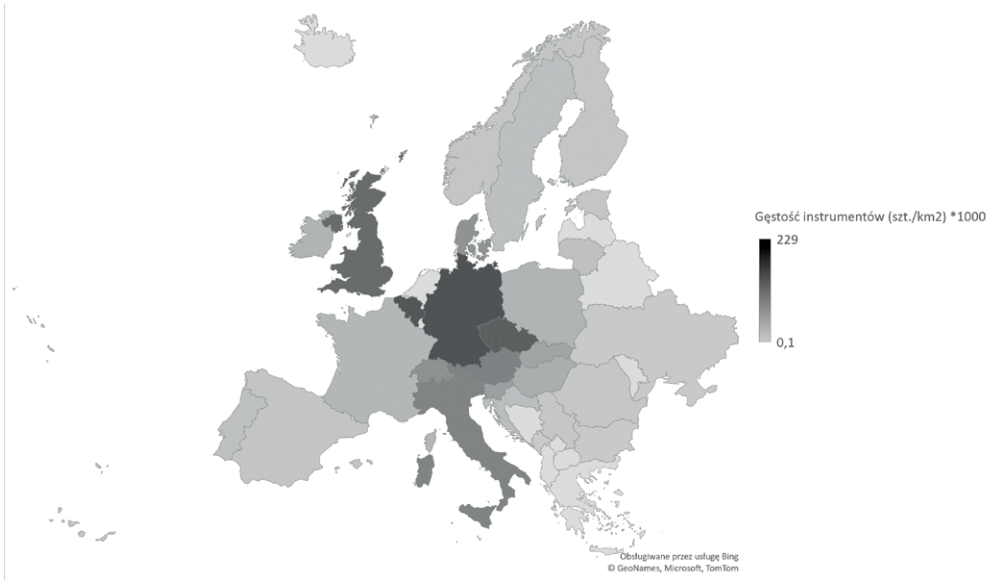 Gęstość instrumentów (szt./km2) *1000
229
0,1
Obsługiwane przez usługę Bing
© GeoNames, Microsoft, TomTom